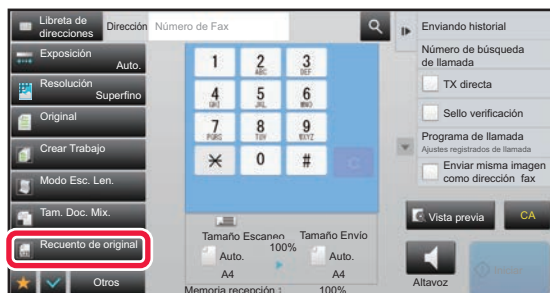 Libreta de
direcciones
Dirección
Número de Fax
Exposición
Auto.
Resolución
Superfino
Original
Crear Trabajo
Modo Esc. Len.
Tam. Doc. Mix.
Recuento de original
Otros
1
2
ABC
3
DEF
4
GHI
5
JKL
6
MNO
7
PQRS
8
TUV
9
WXYZ
0
#
C
Tamaño Escaneo
Tamaño Envío
100%
Auto.
A4
Auto.
A4
Memoria recepción :
100%
Enviando historial
Número de búsqueda
de llamada
TX directa
Sello verificación
Programa de llamada
Ajustes registrados de llamada
Enviar misma imagen
como dirección fax
Vista previa
CA
Altavoz